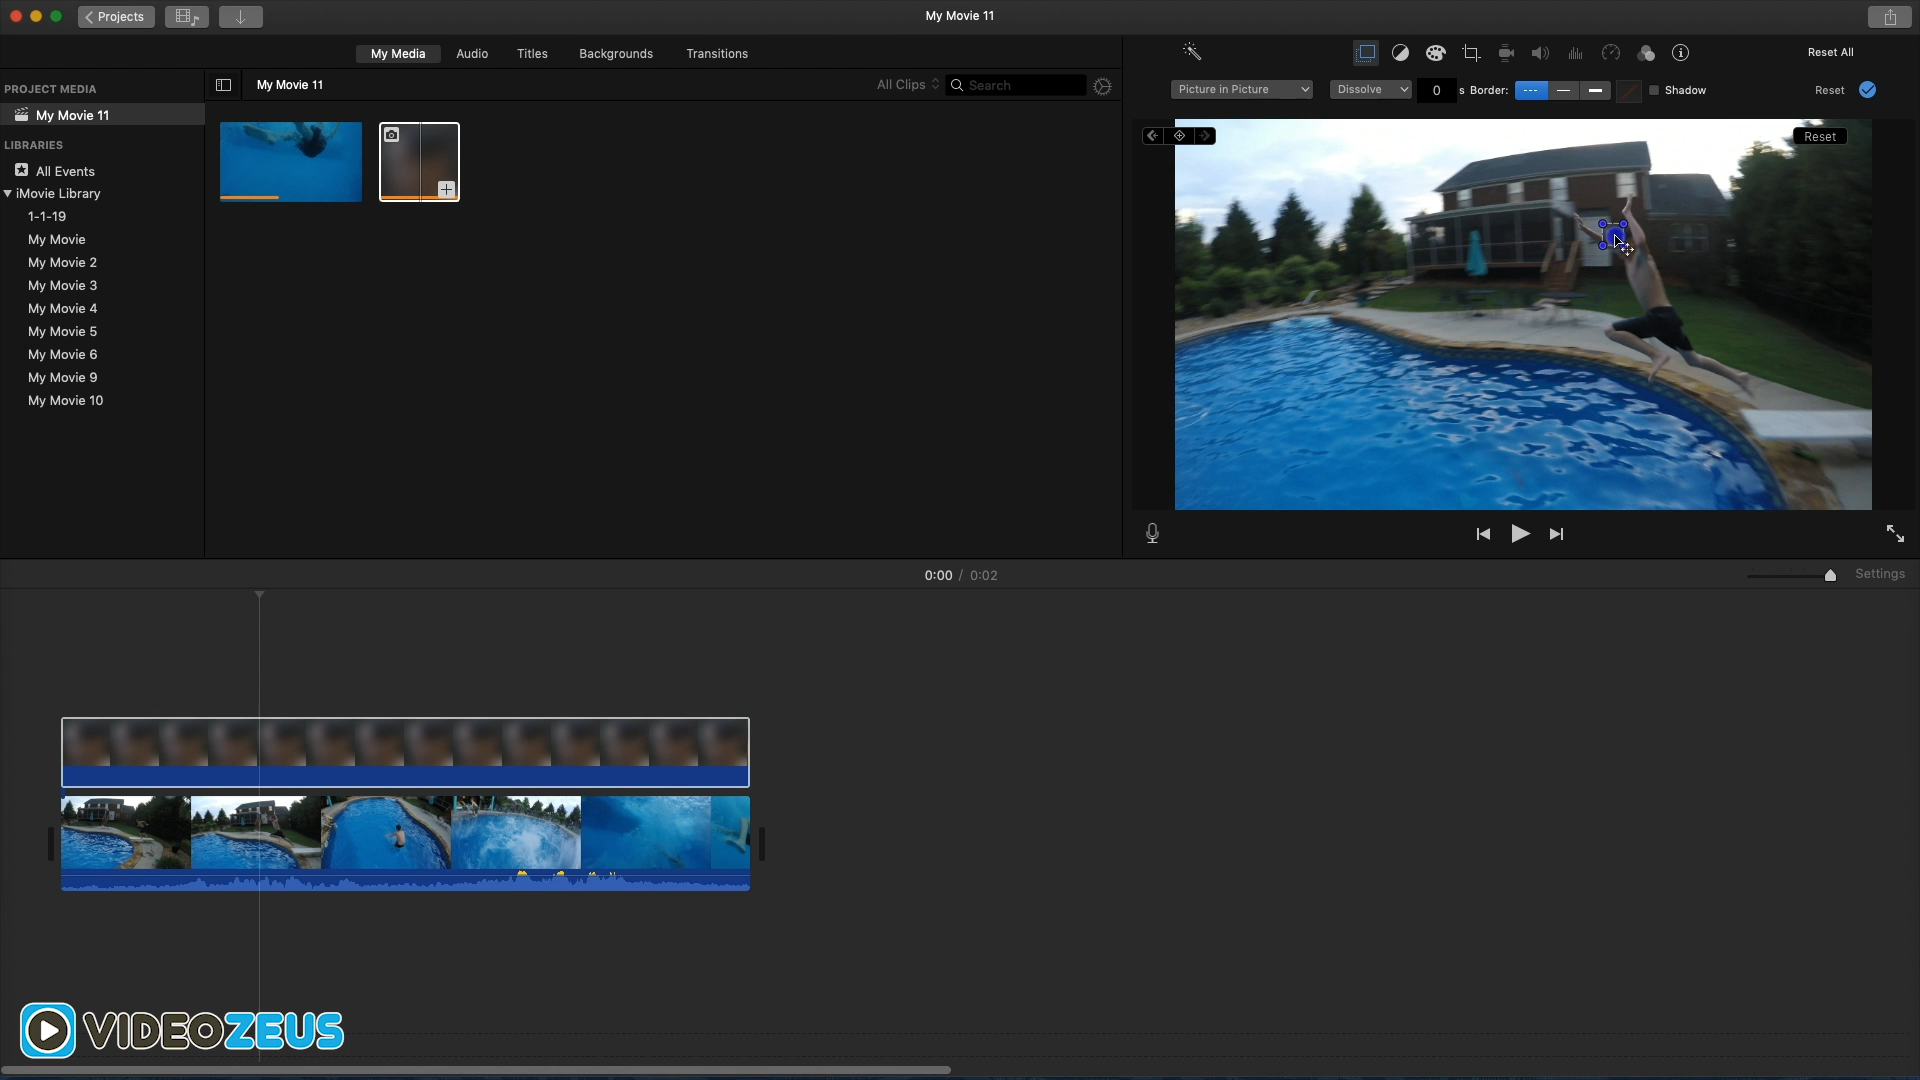 Projects
My Movie 11
My Media
Audio
Titles
Backgrounds
Transitions
Reset All
PROJECT MEDIA
My Movie 11
LIBRARIES
All Events
iMovie Library
1-1-19
My Movie
My Movie 2
My Movie 3
My Movie 4
My Movie 5
My Movie 6
My Movie 9
My Movie 10
My Movie 11
All Clips
Search
Picture in Picture
Dissolve
0 s
Border:
Shadow
Reset
Reset
0:00 / 0:02
Settings
VIDEOZEUS